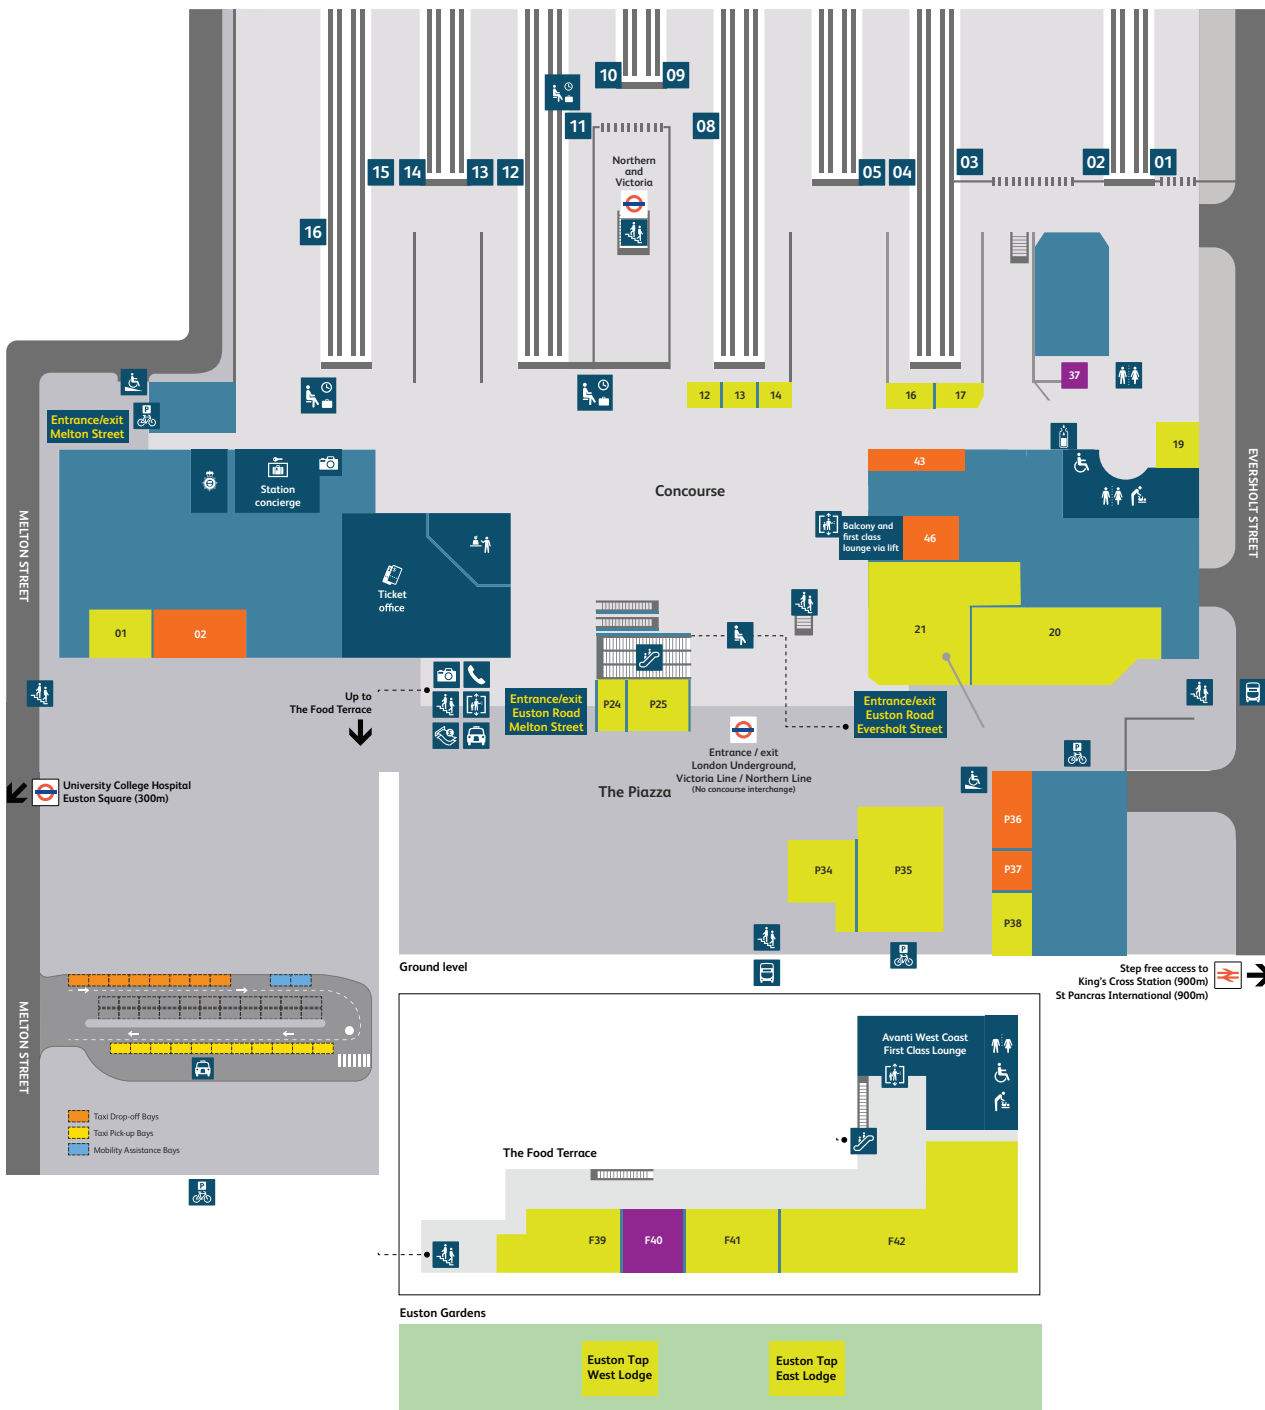 10
09
11
08
Northern
and
Victoria
15
14
13
12
05
04
03
02
01
16
37
12
13
14
16
17
Entrance/exit
Melton Street
P
19
43
Station
concierge
Concourse
EVERSHOLT STREET
MELTON STREET
Balcony and
first class
lounge via lift
46
Ticket
office
01
02
21
20
Up to
The Food Terrace
Entrance/exit
Euston Road
Melton Street
P24
P25
Entrance/exit
Euston Road
Eversholt Street
Entrance / exit
London Underground,
Victoria Line / Northern Line
(No concourse interchange)
P
University College Hospital
Euston Square (300m)
The Piazza
P36
P34
P35
P37
P38
P
Ground level
Step free access to
King's Cross Station (900m)
St Pancras International (900m)
MELTON STREET
Taxi Drop-off Bays
Taxi Pick-up Bays
Mobility Assistance Bays
P
Avanti West Coast
First Class Lounge
The Food Terrace
F39
F40
F41
F42
Euston Gardens
Euston Tap
West Lodge
Euston Tap
East Lodge